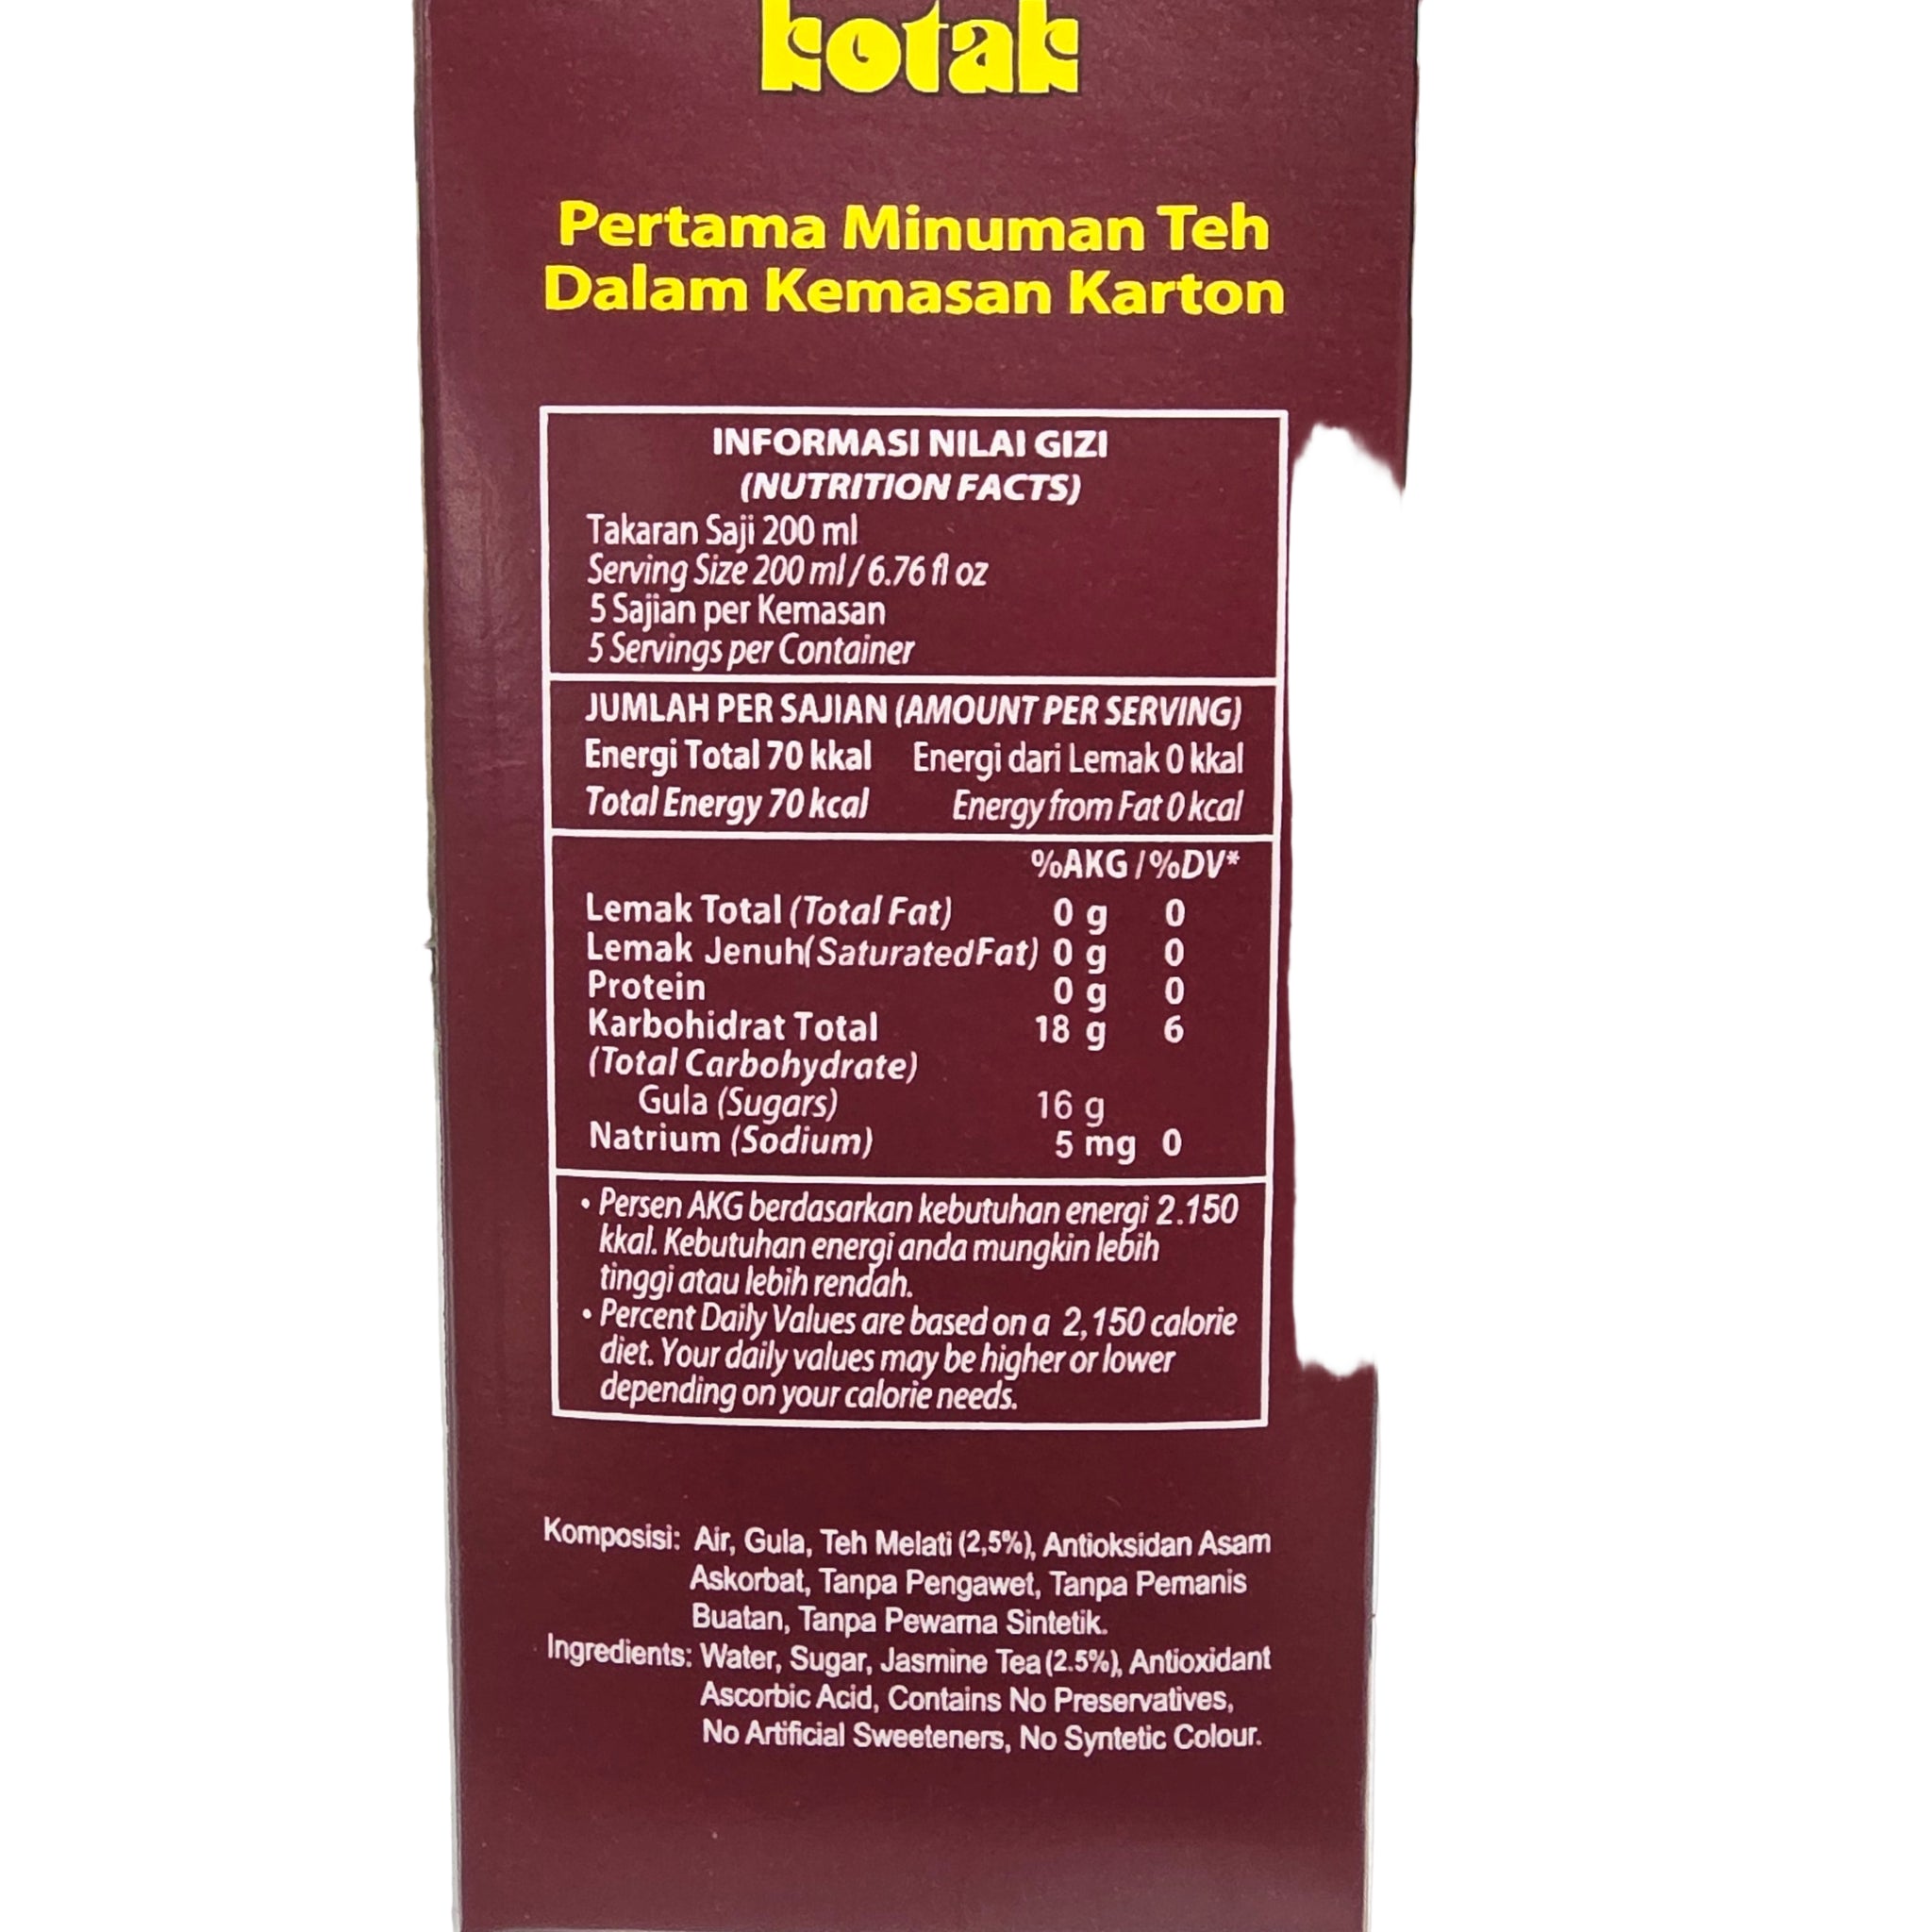 kotak
Pertama Minuman Teh
Dalam Kemasan Karton
INFORMASI NILAI GIZI
(NUTRITION FACTS)
Takaran Saji 200 ml
Serving Size 200 ml / 6.76 fl oz
5 Sajian per Kemasan
5 Servings per Container
JUMLAH PER SAJIAN (AMOUNT PER SERVING)
Energi Total 70 kkal Energi dari Lemak 0 kkal
Total Energy 70 kcal Energy from Fat 0 kcal
%AKG / %DV*
Lemak Total (Total Fat) 0 g 0
Lemak Jenuh(Saturated Fat) 0 g 0
Protein 0 g 0
Karbohidrat Total 18 g 6
(Total Carbohydrate)
Gula (Sugars) 16 g
Natrium (Sodium) 5 mg 0
• Persen AKG berdasarkan kebutuhan energi 2.150
kkal. Kebutuhan energi anda mungkin lebih
tinggi atau lebih rendah.
• Percent Daily Values are based on a 2,150 calorie
diet. Your daily values may be higher or lower
depending on your calorie needs.
Komposisi: Air, Gula, Teh Melati (2,5%), Antioksidan Asam
Askorbat, Tanpa Pengawet, Tanpa Pemanis
Buatan, Tanpa Pewarna Sintetik.
Ingredients: Water, Sugar, Jasmine Tea (2.5%), Antioxidant
Ascorbic Acid, Contains No Preservatives,
No Artificial Sweeteners, No Syntetic Colour.